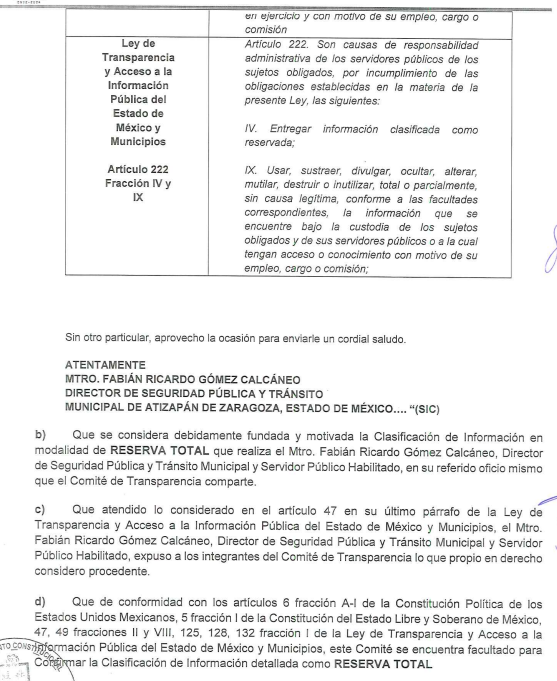 en ejercicio y con motivo de su empleo, cargo o
comisión
Ley de
Transparencia
y Acceso a la
Información
Pública del
Estado de
México y
Municipios
Artículo 222
Fracción IV y
IX
Artículo 222. Son causas de responsabilidad
administrativa de los servidores públicos de los
sujetos obligados, por incumplimiento de las
obligaciones establecidas en la materia de la
presente Ley, las siguientes:
IV. Entregar información clasificada como
reservada;
IX. Usar, sustraer, divulgar, ocultar, alterar,
mutilar, destruir o inutilizar, total o parcialmente,
sin causa legítima, conforme a las facultades
correspondientes, la información que se
encuentre bajo la custodia de los sujetos
obligados y de sus servidores públicos o a la cual
tengan acceso o conocimiento con motivo de su
empleo, cargo o comisión;
Sin otro particular, aprovecho la ocasión para enviarle un cordial saludo.
ATENTAMENTE
MTRO. FABIÁN RICARDO GÓMEZ CALCÁNEO
DIRECTOR DE SEGURIDAD PÚBLICA Y TRÁNSITO
MUNICIPAL DE ATIZAPÁN DE ZARAGOZA, ESTADO DE MÉXICO.... “(SIC)
b) Que se considera debidamente fundada y motivada la Clasificación de Información en
modalidad de RESERVA TOTAL que realiza el Mtro. Fabián Ricardo Gómez Calcáneo, Director
de Seguridad Pública y Tránsito Municipal y Servidor Público Habilitado, en su referido oficio mismo
que el Comité de Transparencia comparte.
c) Que atendido lo considerado en el artículo 47 en su último párrafo de la Ley de
Transparencia y Acceso a la Información Pública del Estado de México y Municipios, el Mtro.
Fabián Ricardo Gómez Calcáneo, Director de Seguridad Pública y Tránsito Municipal y Servidor
Público Habilitado, expuso a los integrantes del Comité de Transparencia lo que propio en derecho
considero procedente.
d) Que de conformidad con los artículos 6 fracción A-I de la Constitución Política de los
Estados Unidos Mexicanos, 5 fracción I de la Constitución del Estado Libre y Soberano de México,
47, 49 fracciones II y VIII, 125, 128, 132 fracción I de la Ley de Transparencia y Acceso a la
Información Pública del Estado de México y Municipios, este Comité se encuentra facultado para
Confirmar la Clasificación de Información detallada como RESERVA TOTAL